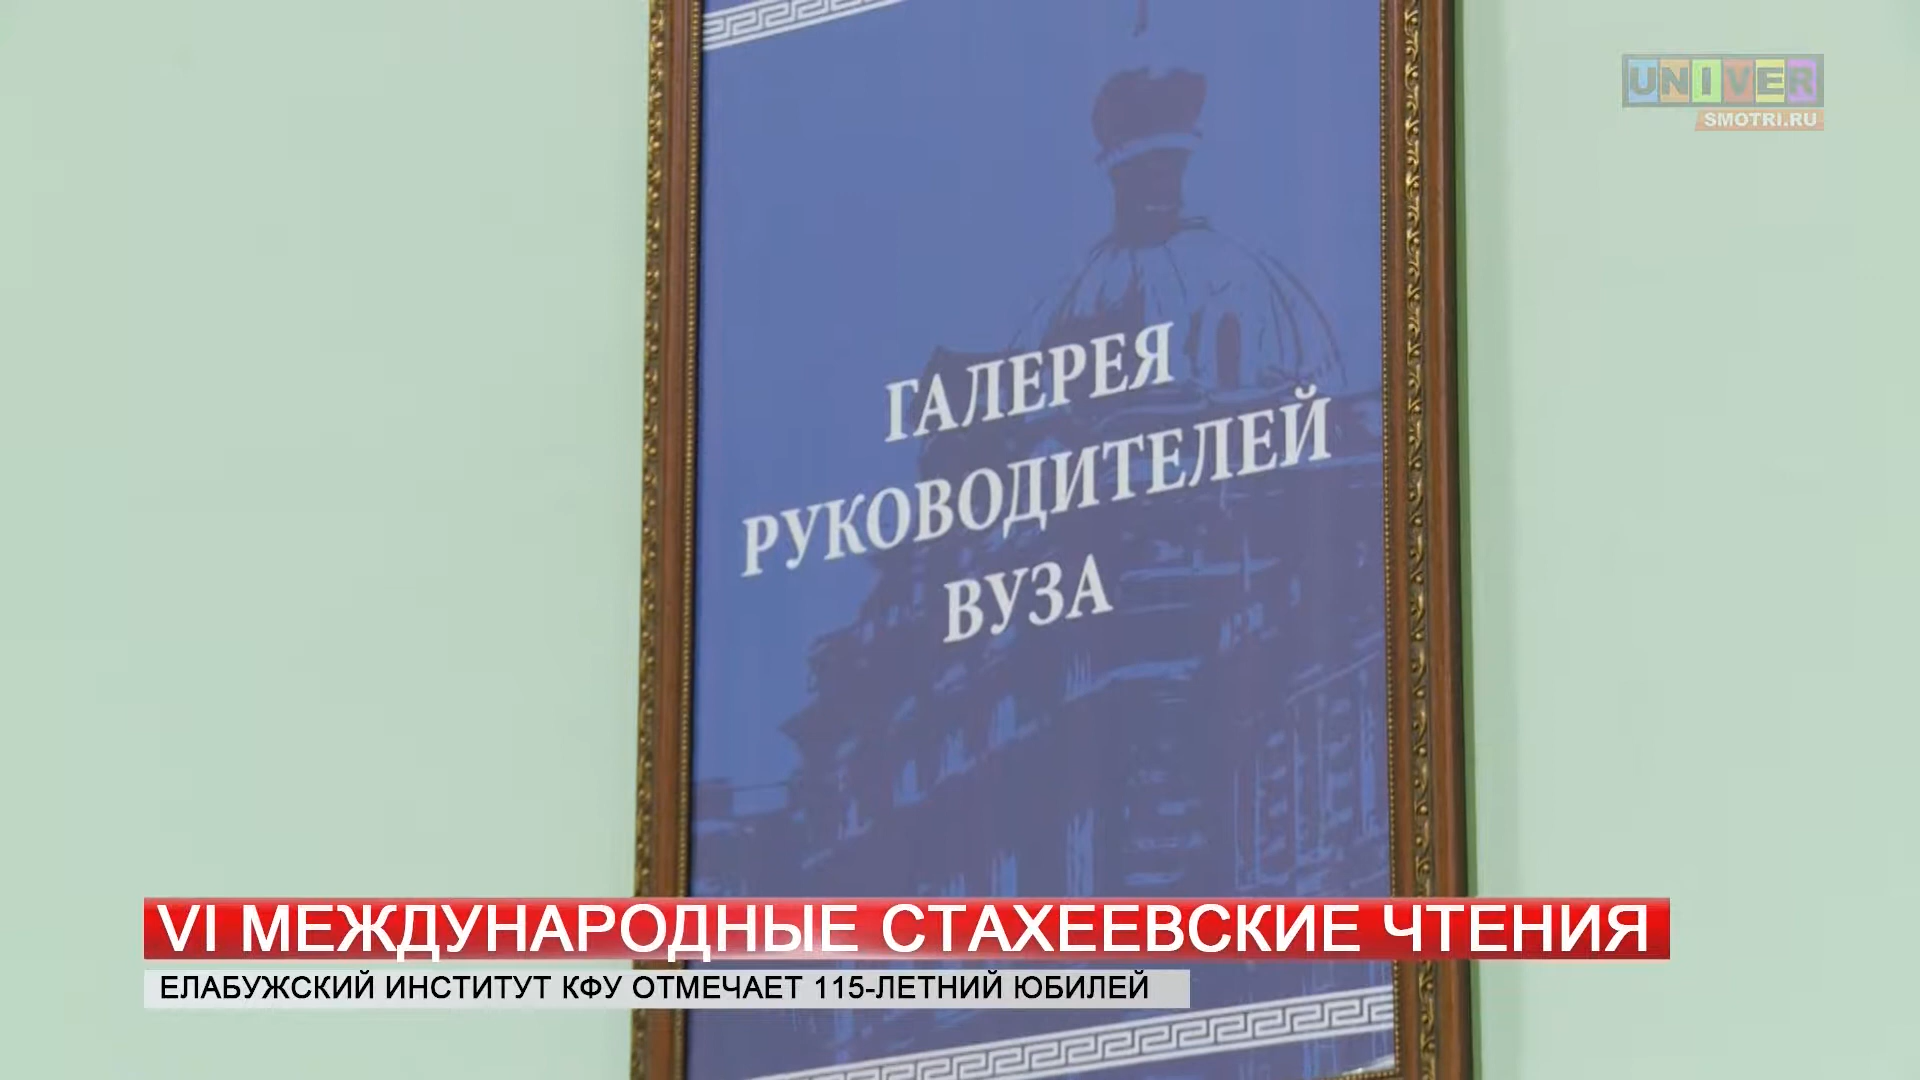 UNIVER
SMOTRI.RU
ГАЛЕРЕЯ
РУКОВОДИТЕЛЕЙ
ВУЗА
VI МЕЖДУНАРОДНЫЕ СТАХЕЕВСКИЕ ЧТЕНИЯ
ЕЛАБУЖСКИЙ ИНСТИТУТ КФУ ОТМЕЧАЕТ 115-ЛЕТНИЙ ЮБИЛЕЙ